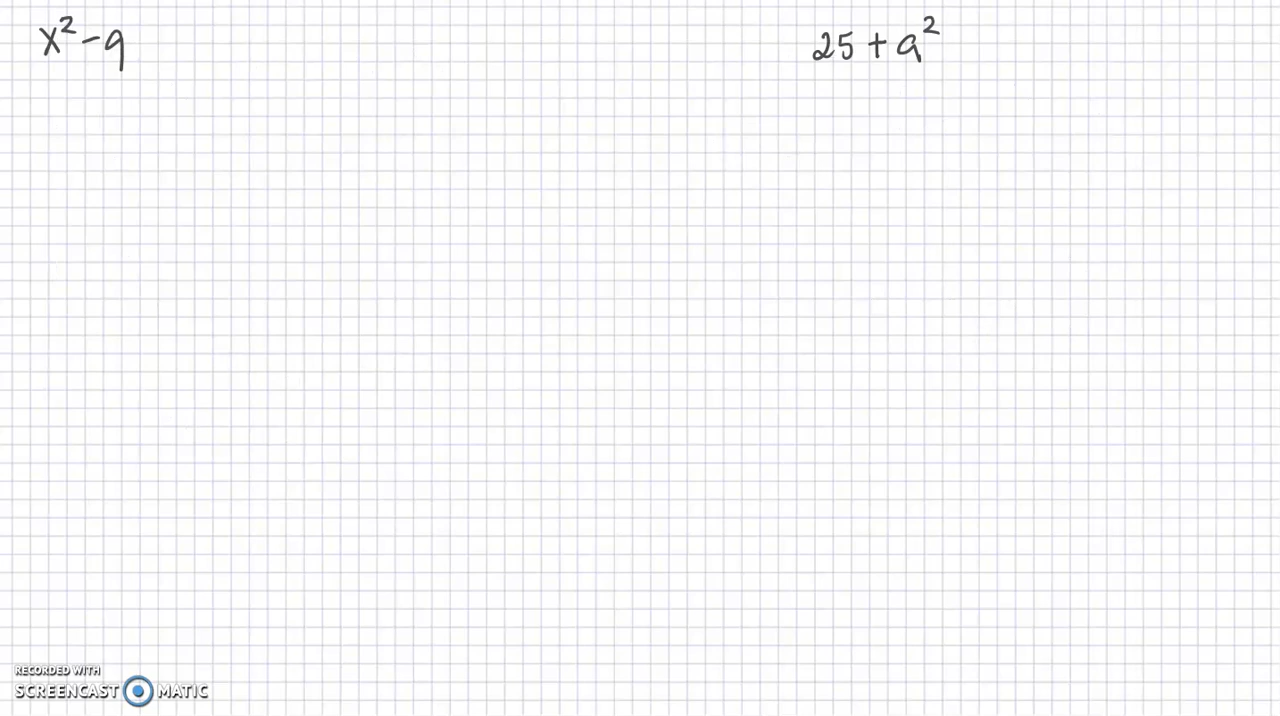 x² - 9
25 + a²
RECORDED WITH
SCREENCAST MATIC